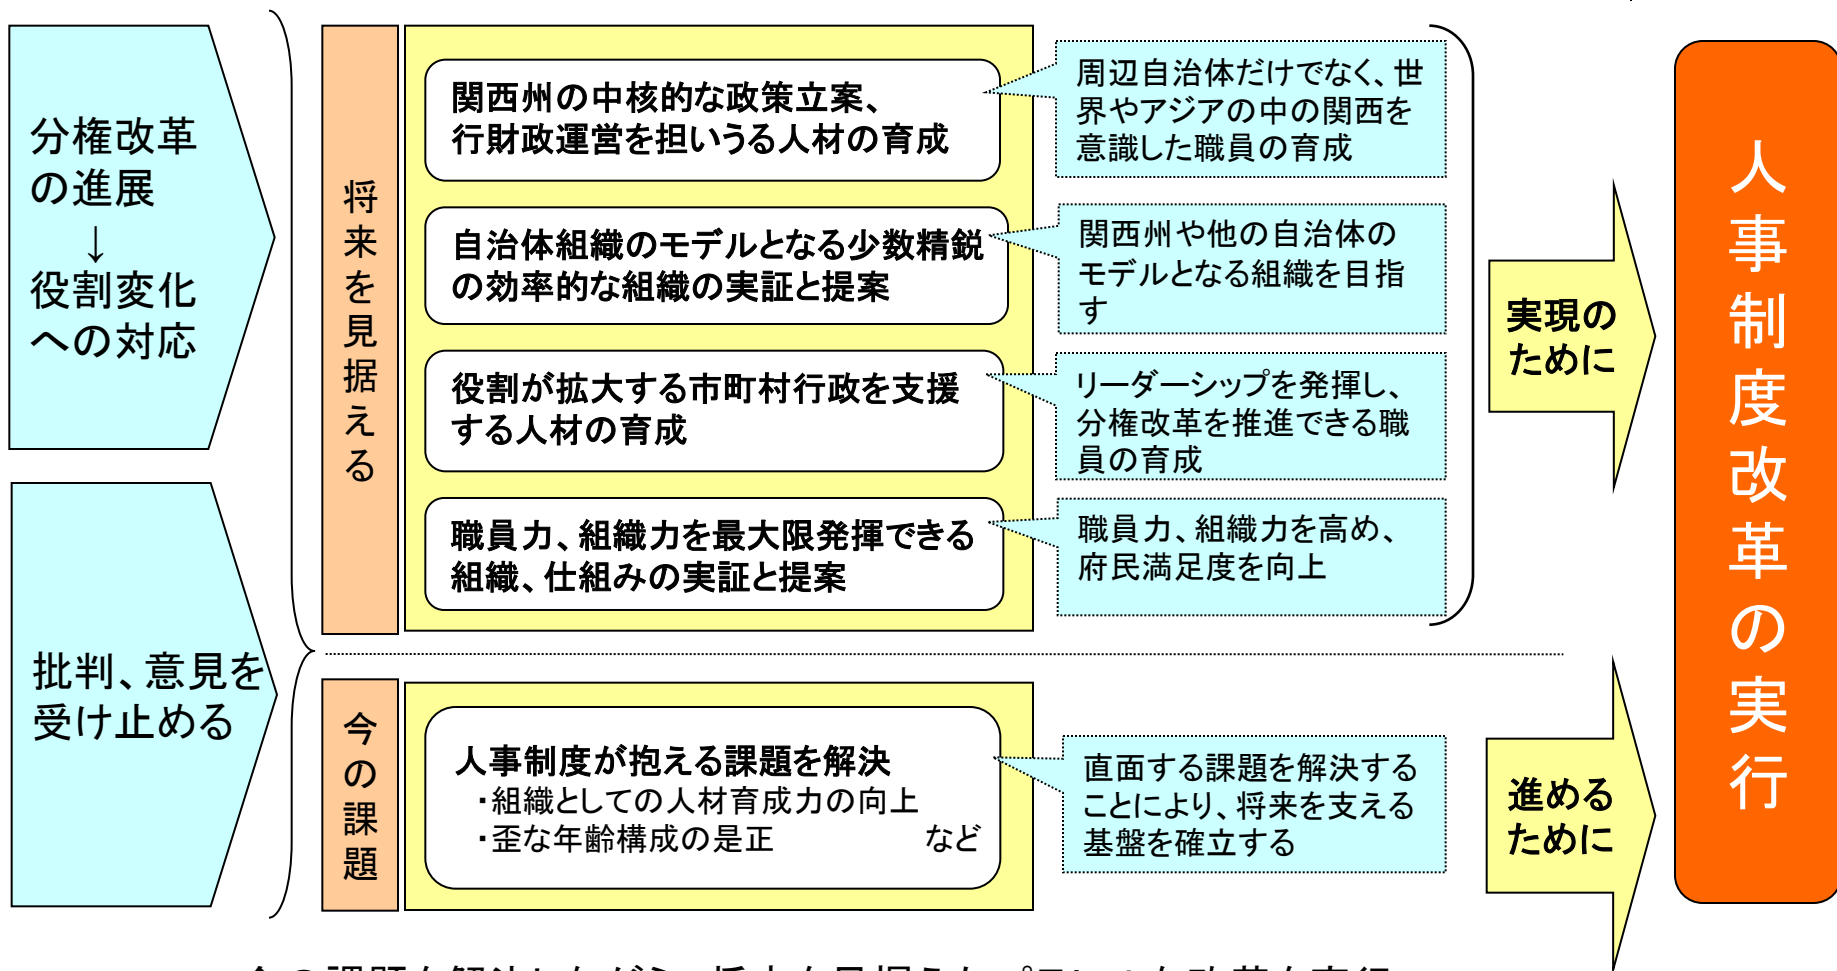 分権改革
の進展
↓
役割変化
への対応
批判、意見を
受け止める
将来を見据える
関西州の中核的な政策立案、
行財政運営を担いうる人材の育成
周辺自治体だけでなく、世
界やアジアの中の関西を
意識した職員の育成
自治体組織のモデルとなる少数精鋭
の効率的な組織の実証と提案
関西州や他の自治体の
モデルとなる組織を目指
す
役割が拡大する市町村行政を支援
する人材の育成
リーダーシップを発揮し、
分権改革を推進できる職
員の育成
職員力、組織力を最大限発揮できる
組織、仕組みの実証と提案
職員力、組織力を高め、
府民満足度を向上
実現の
ために
今の課題
人事制度が抱える課題を解決
・組織としての人材育成力の向上
・歪な年齢構成の是正 など
直面する課題を解決する
ことにより、将来を支える
基盤を確立する
進める
ために
人事制度改革の実行